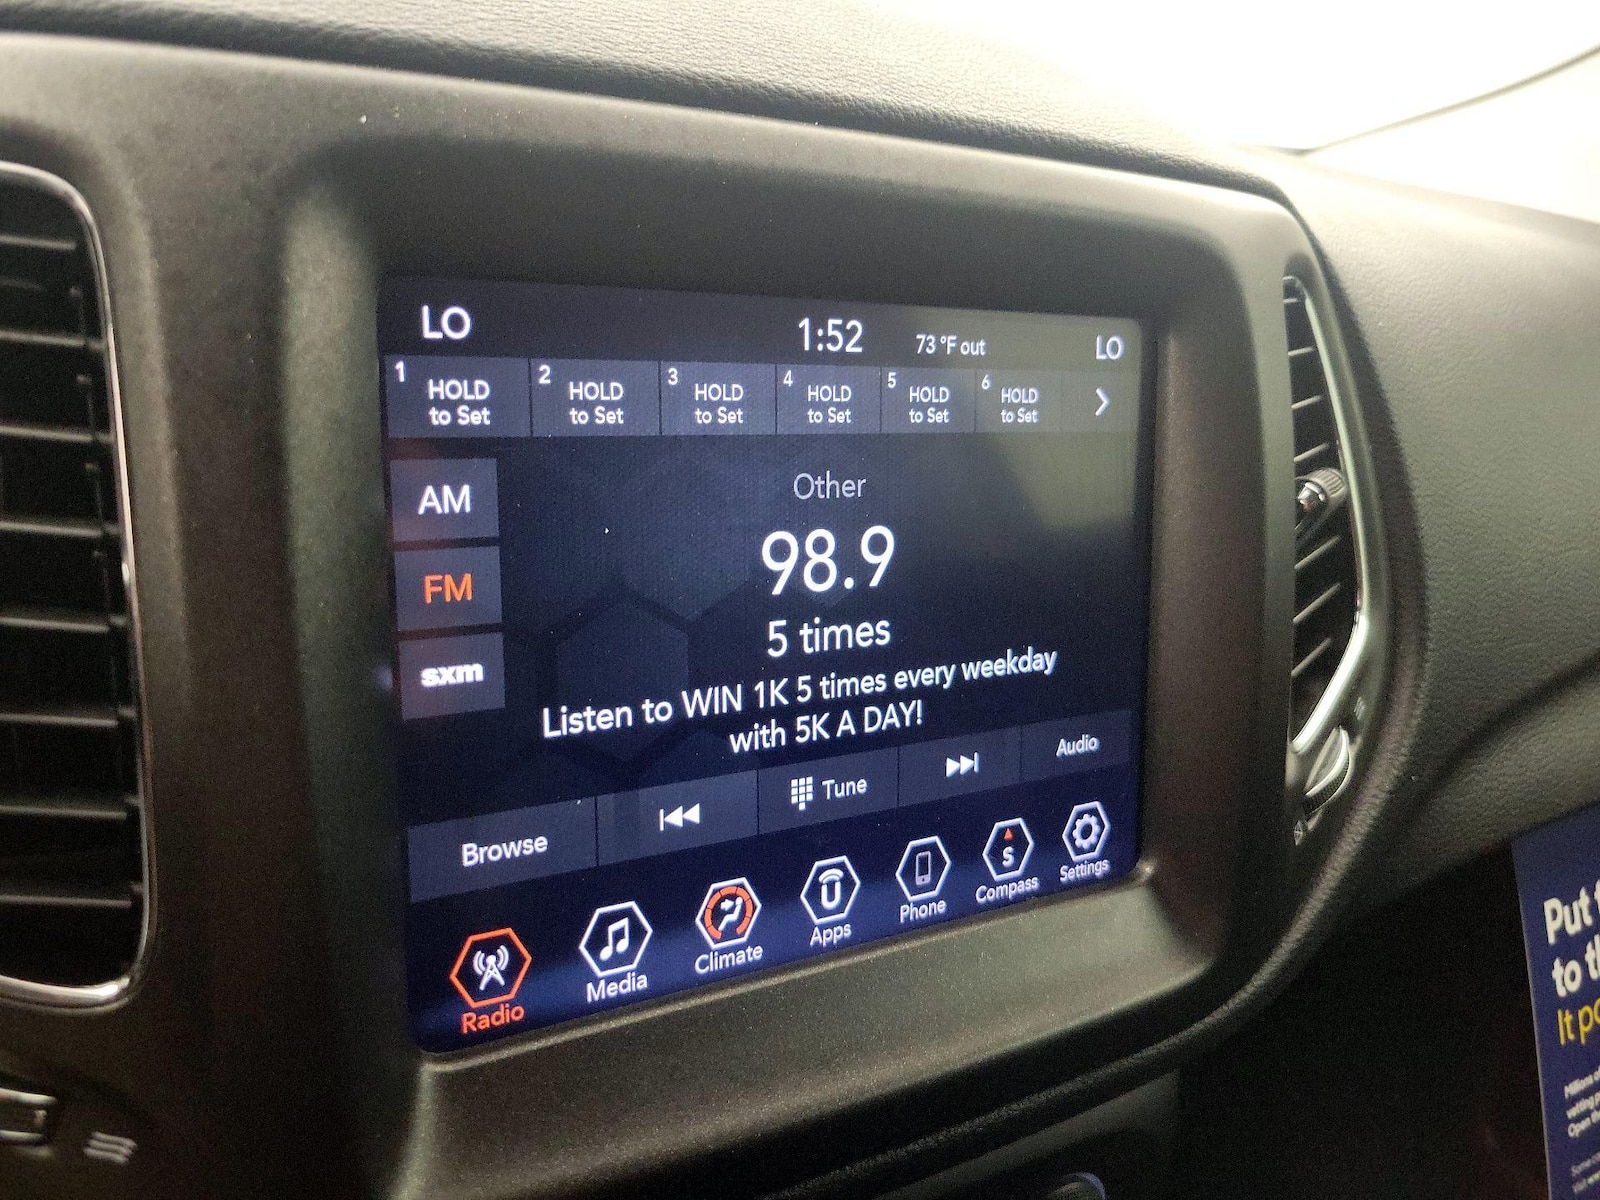 LO
1:52
73 °F out
LO
1 HOLD
to Set
2 HOLD
to Set
3 HOLD
to Set
4 HOLD
to Set
5 HOLD
to Set
6 HOLD
to Set
AM
FM
sxm
Other
98.9
5 times
Listen to WIN 1K 5 times every weekday
with 5K A DAY!
Browse
Tune
Audio
Radio
Media
Climate
U
Apps
Phone
S
Compass
Settings
Put
to
It
Millions
Open